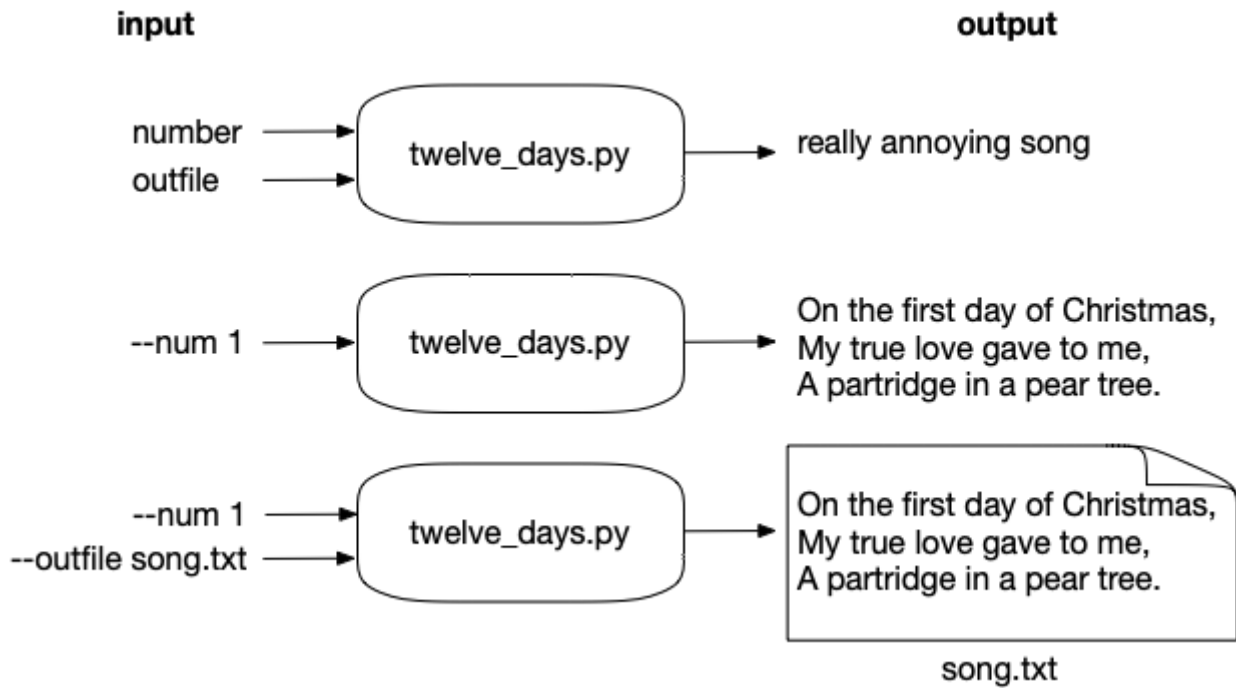 input
output
number
outfile
twelve_days.py
really annoying song
--num 1
twelve_days.py
On the first day of Christmas,
My true love gave to me,
A partridge in a pear tree.
--num 1
--outfile song.txt
twelve_days.py
On the first day of Christmas,
My true love gave to me,
A partridge in a pear tree.
song.txt